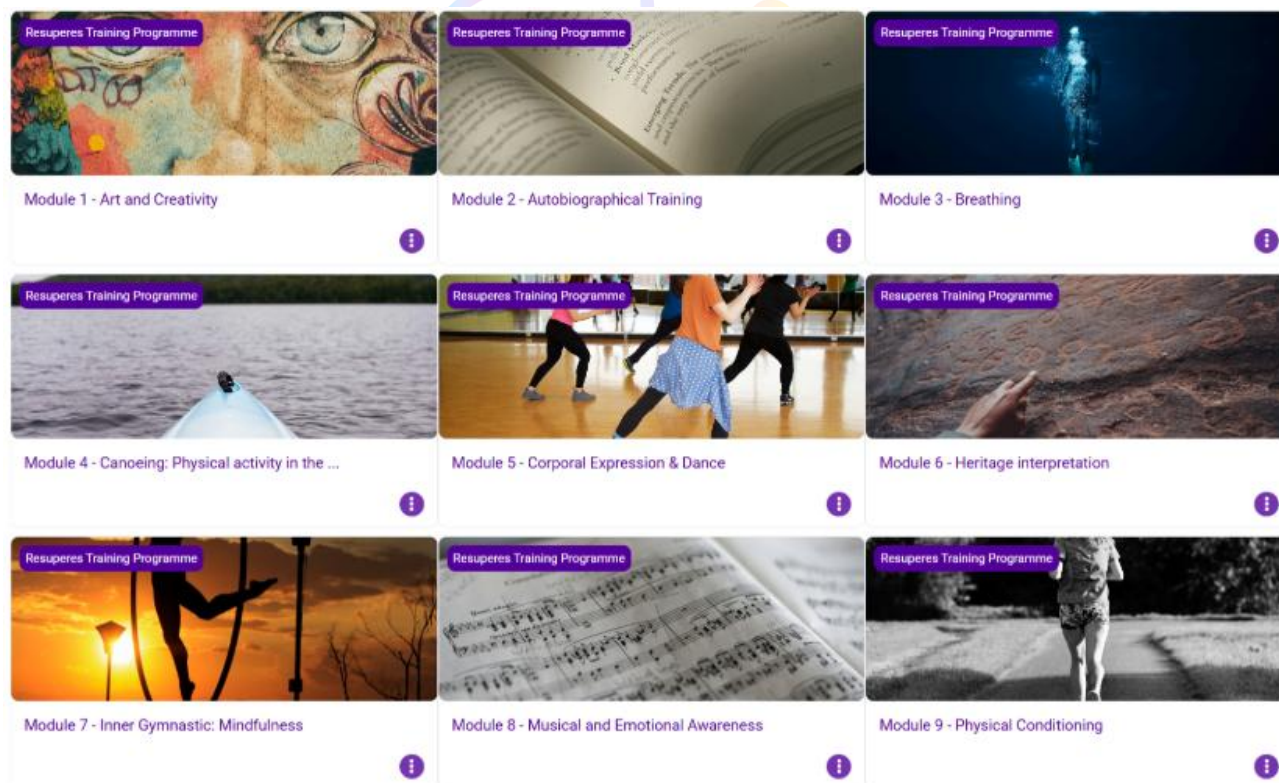 Resuperes Training Programme
Resuperes Training Programme
Resuperes Training Programme
Emerging Trends:
Module 1 - Art and Creativity
Module 2 - Autobiographical Training
Module 3 - Breathing
Resuperes Training Programme
Resuperes Training Programme
Resuperes Training Programme
Module 4 - Canoeing: Physical activity in the ...
Module 5 - Corporal Expression & Dance
Module 6 - Heritage interpretation
Resuperes Training Programme
Resuperes Training Programme
Resuperes Training Programme
Module 7 - Inner Gymnastic: Mindfulness
Module 8 - Musical and Emotional Awareness
Module 9 - Physical Conditioning